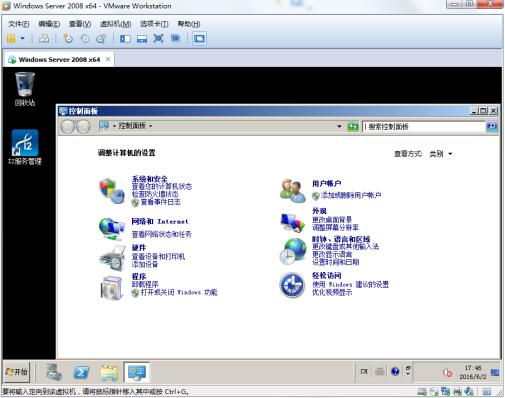 Windows Server 2008 x64 - VMware Workstation
文件(F) 编辑(E) 查看(V) 虚拟机(M) 选项卡(T) 帮助(H)
Windows Server 2008 x64 ×
回收站
控制面板
控制面板
搜索控制面板
i2
I2服务管理
调整计算机的设置
查看方式: 类别
系统和安全
查看您的计算机状态
检查防火墙状态
查看事件日志
网络和 Internet
查看网络状态和任务
硬件
查看设备和打印机
添加设备
程序
卸载程序
打开或关闭 Windows 功能
用户帐户
添加或删除用户帐户
外观
更改桌面背景
调整屏幕分辨率
时钟、语言和区域
更改键盘或其他输入法
更改显示语言
设置时间和日期
轻松访问
使用 Windows 建议的设置
优化视频显示
开始
CH
17:46
2016/6/2
要将输入定向到该虚拟机，请将鼠标指针移入其中或按 Ctrl+G。